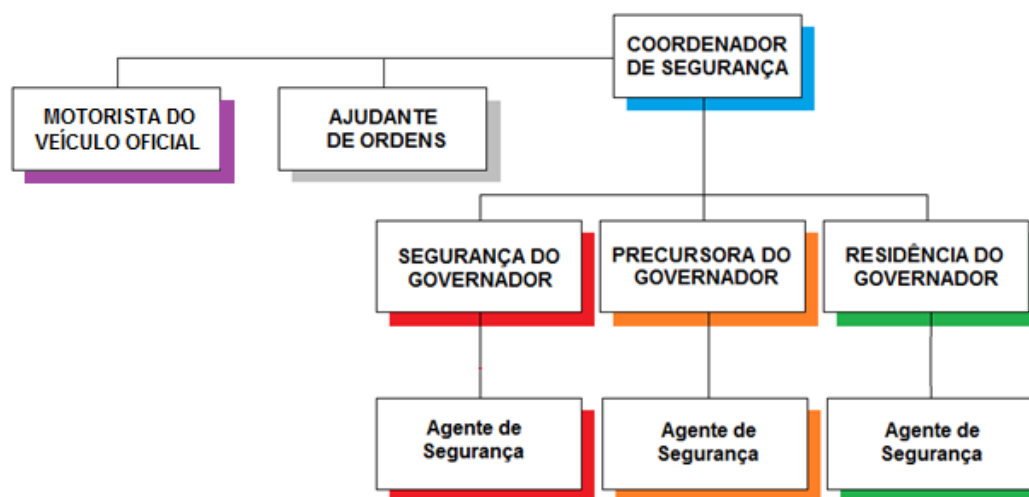 COORDENADOR
DE SEGURANÇA
MOTORISTA DO
VEÍCULO OFICIAL
AJUDANTE
DE ORDENS
SEGURANÇA DO
GOVERNADOR
PRECURSORA DO
GOVERNADOR
RESIDÊNCIA DO
GOVERNADOR
Agente de
Segurança
Agente de
Segurança
Agente de
Segurança